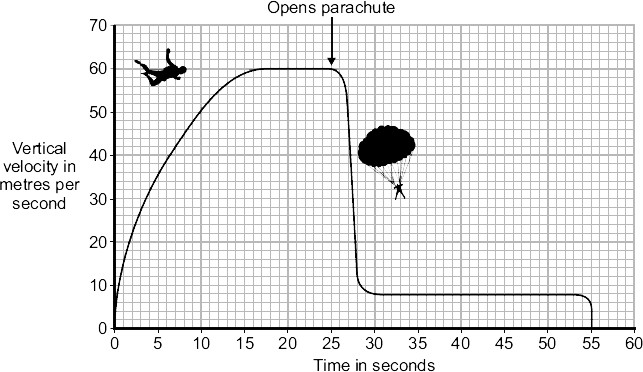 Opens parachute
70
60
50
40
30
20
10
0
Vertical
velocity in
metres per
second
0 5 10 15 20 25 30 35 40 45 50 55 60
Time in seconds